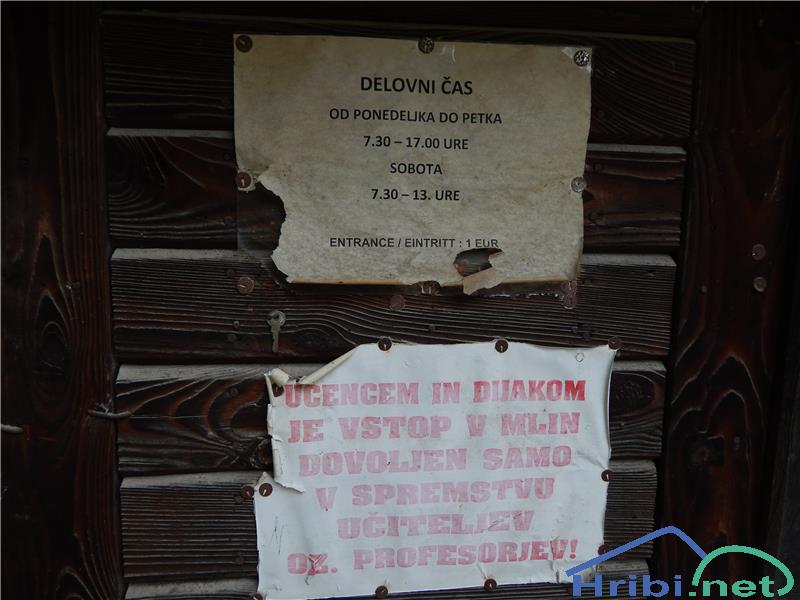 DELOVNI ČAS
OD PONEDELJKA DO PETKA
7.30 – 17.00 URE
SOBOTA
7.30 – 13. URE
ENTRANCE / EINTRITT : 1 EUR
UČENCEM IN DIJAKOM
JE VSTOP V MLIN
DOVOLJEN SAMO
V SPREMSTVU
UČITELJEV
OZ. PROFESORJEV!
Hribi.net